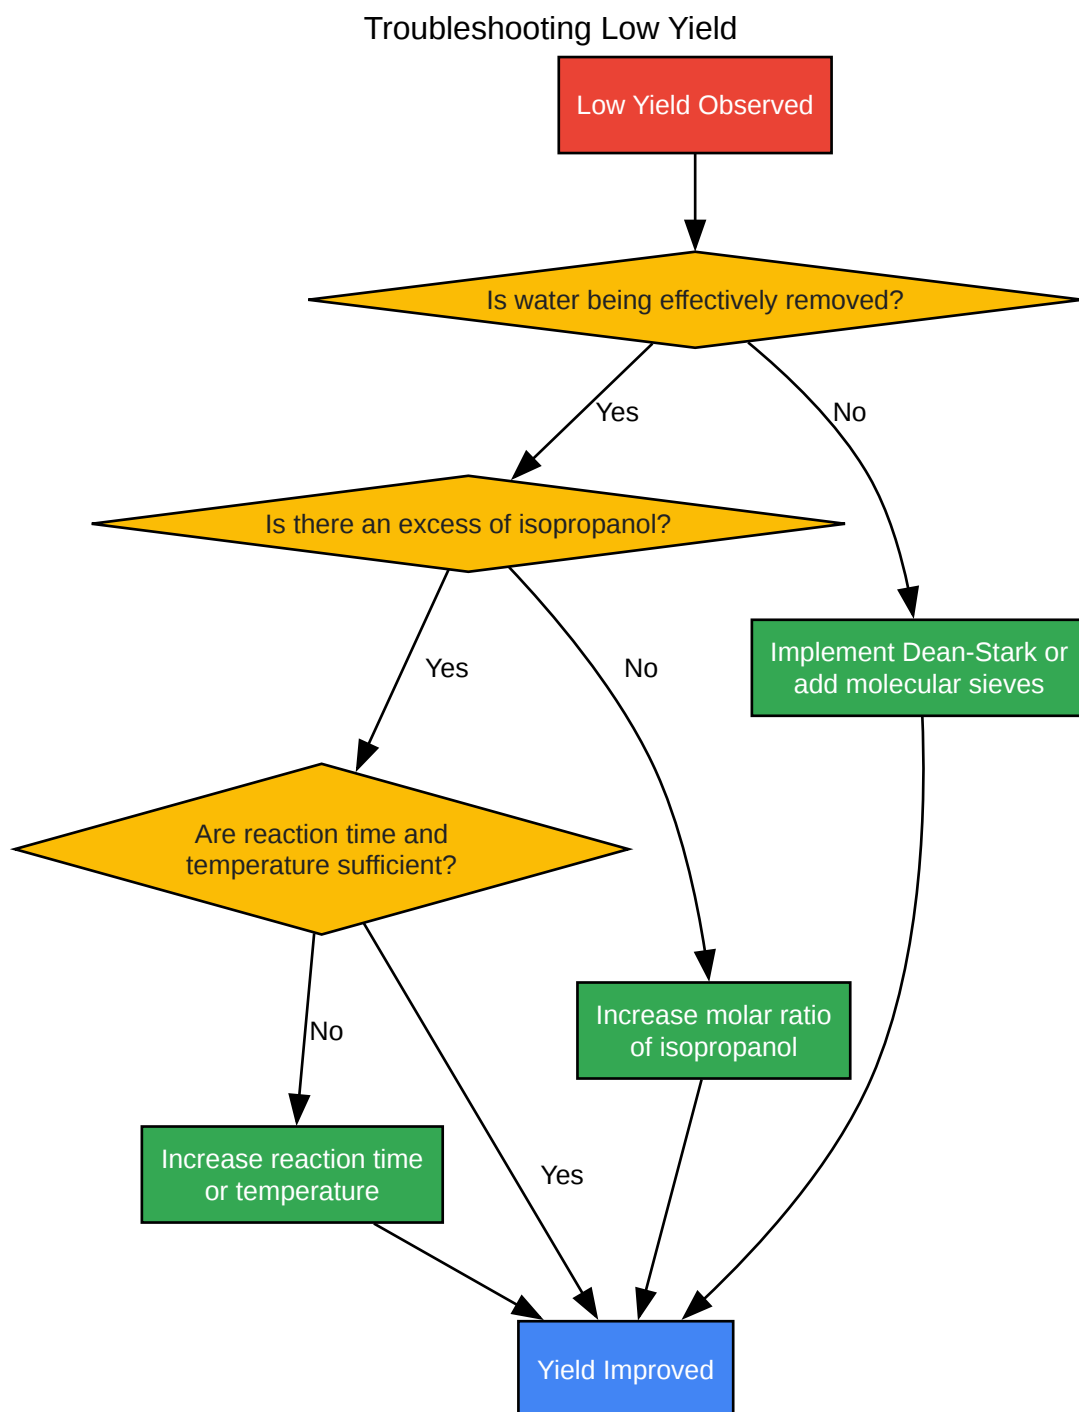 Troubleshooting Low Yield
Low Yield Observed
Is water being effectively removed?
Yes
No
Is there an excess of isopropanol?
Yes
No
Implement Dean-Stark or
add molecular sieves
Are reaction time and
temperature sufficient?
No
Increase molar ratio
of isopropanol
Increase reaction time
or temperature
Yes
Yield Improved